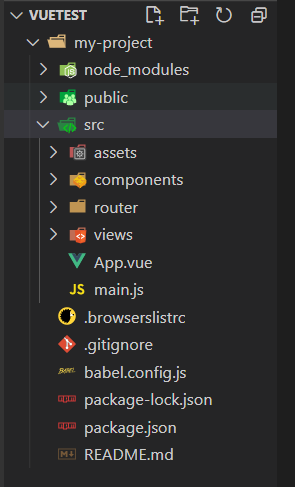 VUETEST
my-project
node_modules
public
src
assets
components
router
views
App.vue
JS main.js
.browserslistrc
.gitignore
BABEL babel.config.js
package-lock.json
package.json
README.md